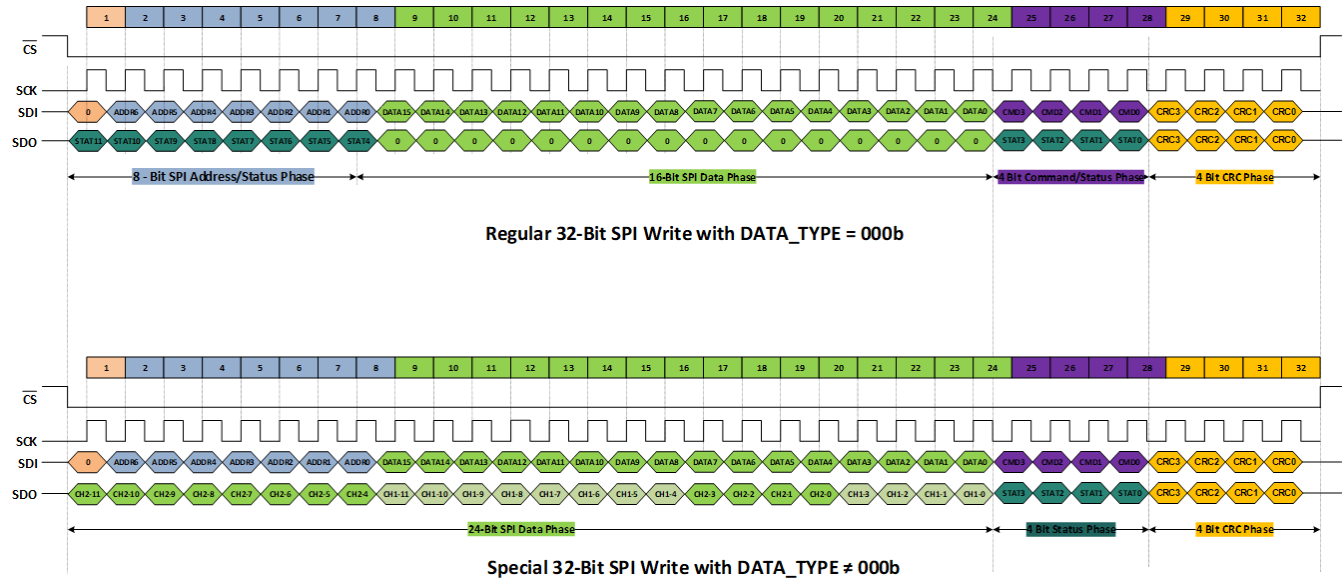 1 2 3 4 5 6 7 8 9 10 11 12 13 14 15 16 17 18 19 20 21 22 23 24 25 26 27 28 29 30 31 32
CS
SCK
SDI 0 ADDR6 ADDR5 ADDR4 ADDR3 ADDR2 ADDR1 ADDR0 DATA15 DATA14 DATA13 DATA12 DATA11 DATA10 DATA9 DATA8 DATA7 DATA6 DATA5 DATA4 DATA3 DATA2 DATA1 DATA0 CMD3 CMD2 CMD1 CMD0 CRC3 CRC2 CRC1 CRC0
SDO STAT11 STAT10 STAT9 STAT8 STAT7 STAT6 STAT5 STAT4 0 0 0 0 0 0 0 0 0 0 0 0 0 0 0 0 STAT3 STAT2 STAT1 STAT0 CRC3 CRC2 CRC1 CRC0
8 - Bit SPI Address/Status Phase 16-Bit SPI Data Phase 4 Bit Command/Status Phase 4 Bit CRC Phase
Regular 32-Bit SPI Write with DATA_TYPE = 000b
1 2 3 4 5 6 7 8 9 10 11 12 13 14 15 16 17 18 19 20 21 22 23 24 25 26 27 28 29 30 31 32
CS
SCK
SDI 0 ADDR6 ADDR5 ADDR4 ADDR3 ADDR2 ADDR1 ADDR0 DATA15 DATA14 DATA13 DATA12 DATA11 DATA10 DATA9 DATA8 DATA7 DATA6 DATA5 DATA4 DATA3 DATA2 DATA1 DATA0 CMD3 CMD2 CMD1 CMD0 CRC3 CRC2 CRC1 CRC0
SDO CH2-11 CH2-10 CH2-9 CH2-8 CH2-7 CH2-6 CH2-5 CH2-4 CH1-11 CH1-10 CH1-9 CH1-8 CH1-7 CH1-6 CH1-5 CH1-4 CH2-3 CH2-2 CH2-1 CH2-0 CH1-3 CH1-2 CH1-1 CH1-0 STAT3 STAT2 STAT1 STAT0 CRC3 CRC2 CRC1 CRC0
24-Bit SPI Data Phase 4 Bit Status Phase 4 Bit CRC Phase
Special 32-Bit SPI Write with DATA_TYPE ≠ 000b